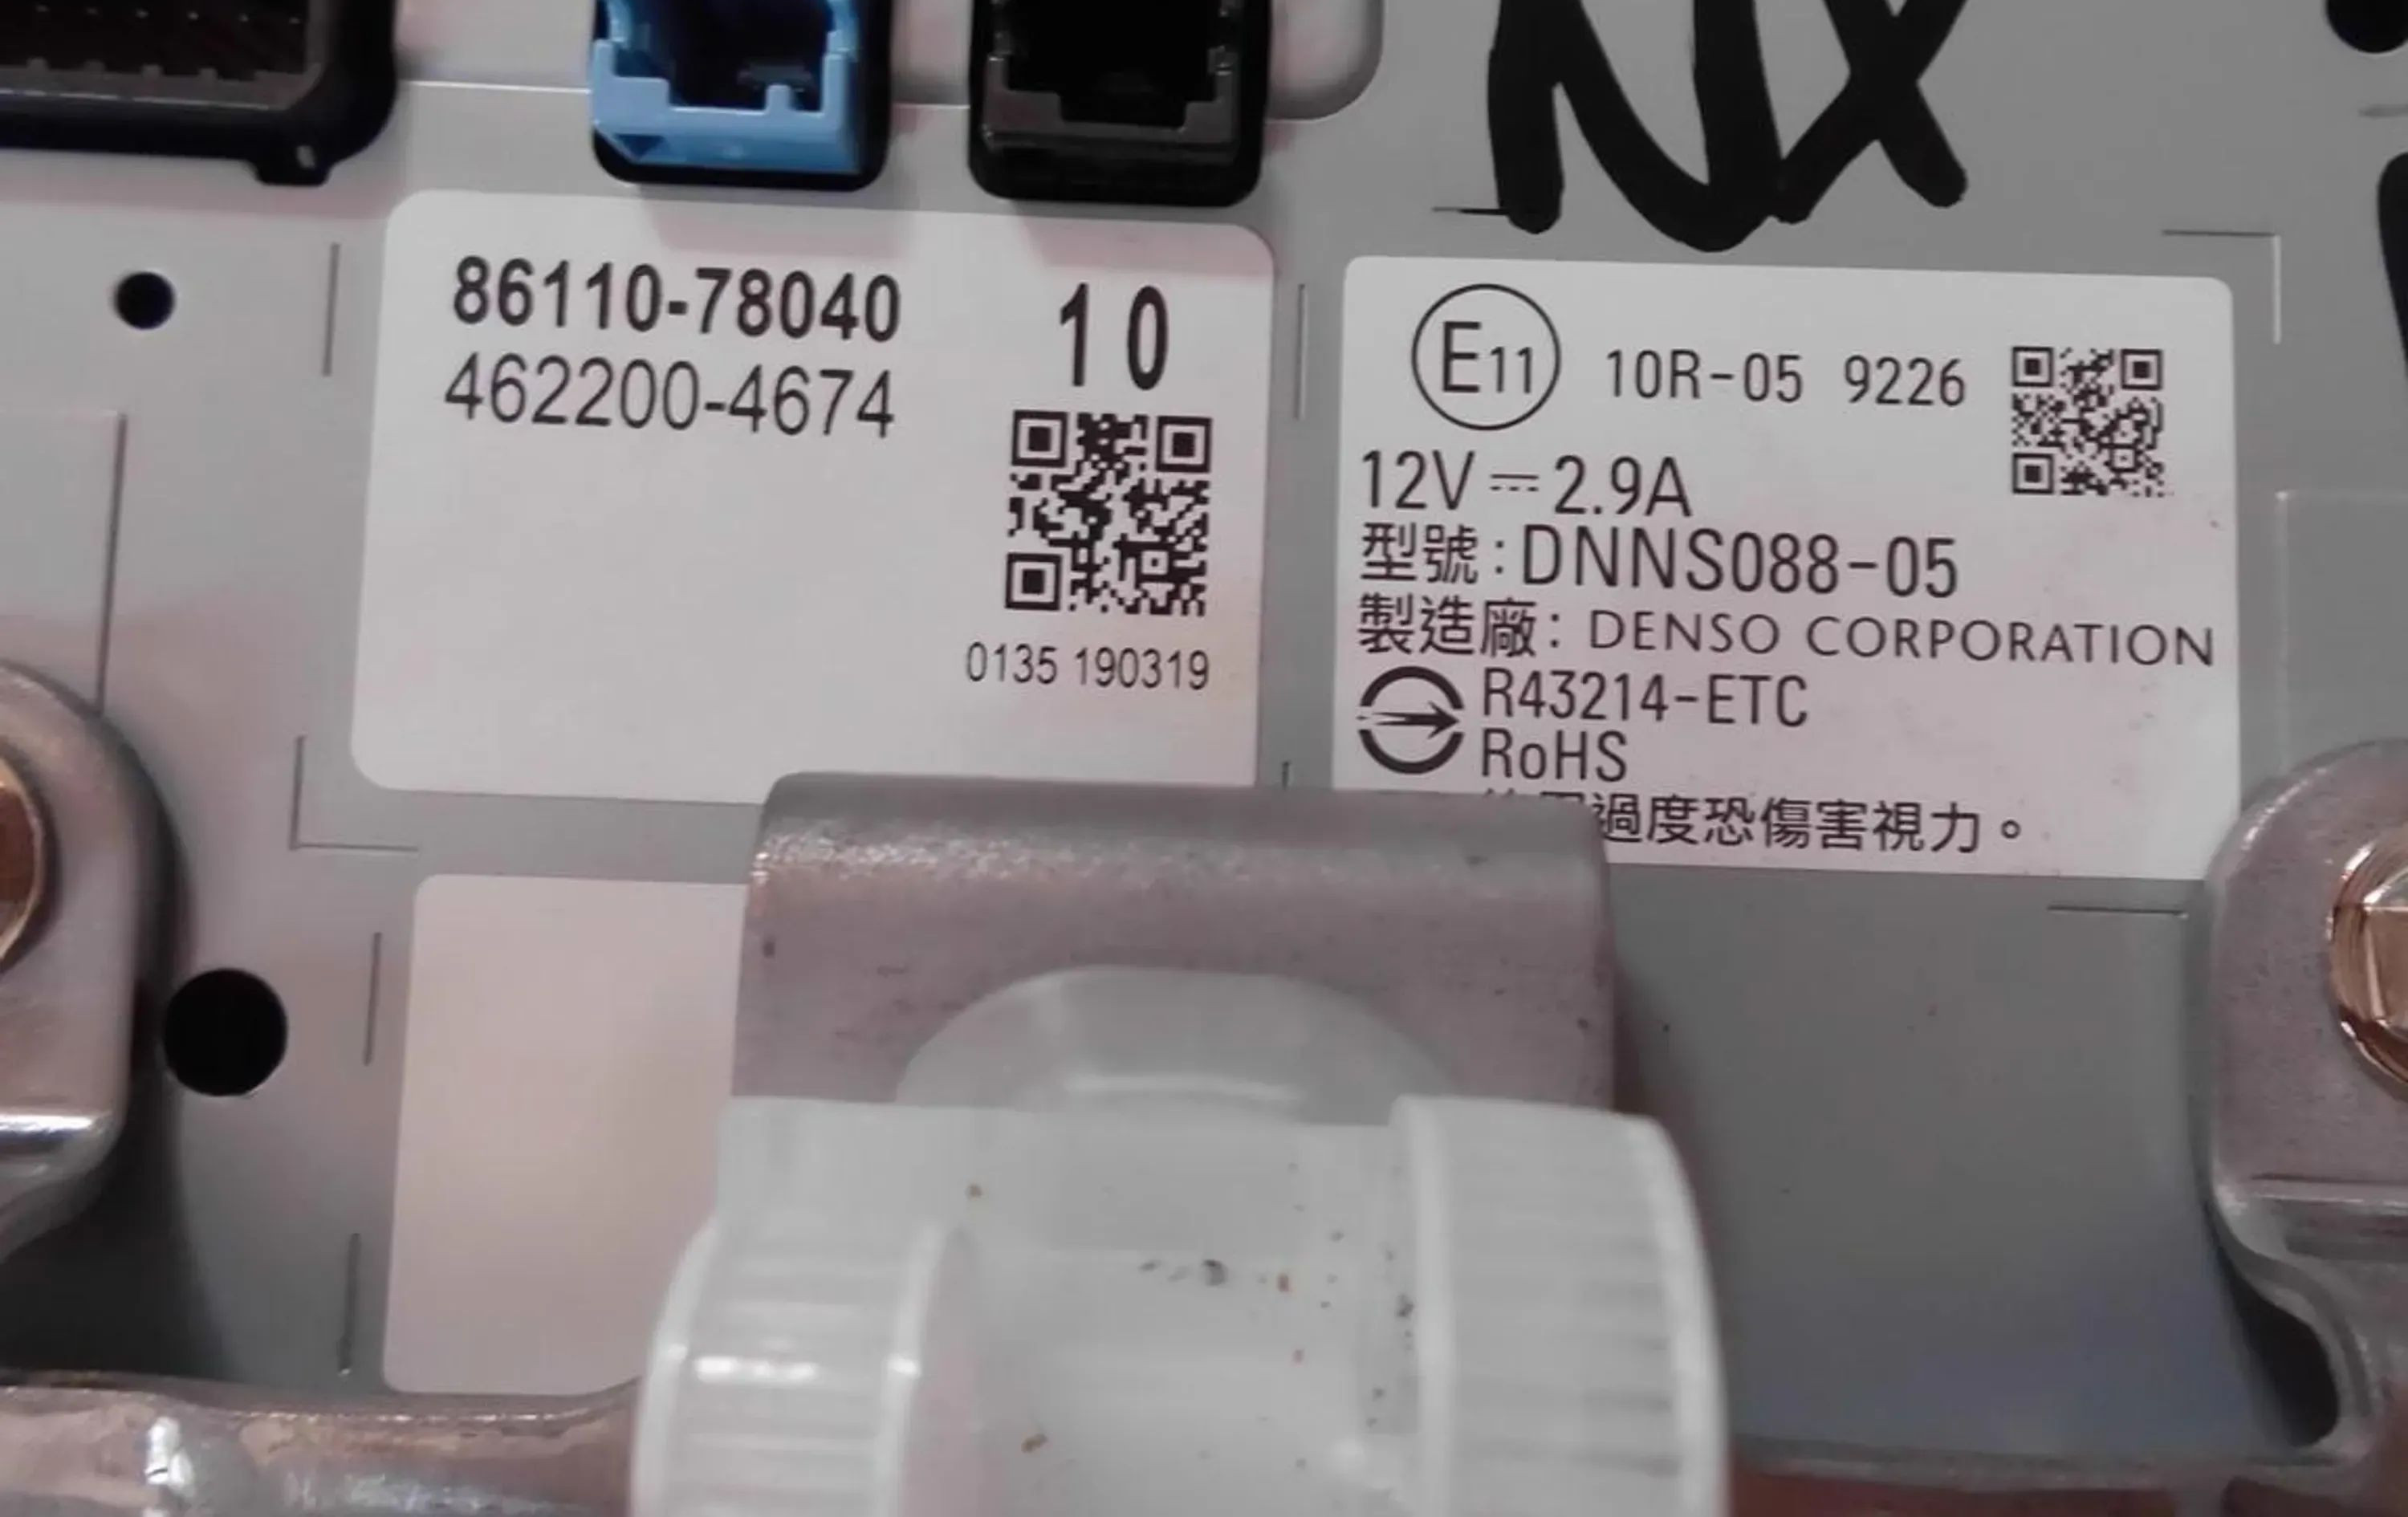 NX
86110-78040
462200-4674
10
0135 190319
E11 10R-05 9226
12V⎓2.9A
型號:DNNS088-05
製造廠: DENSO CORPORATION
R43214-ETC
RoHS
過度恐傷害視力。